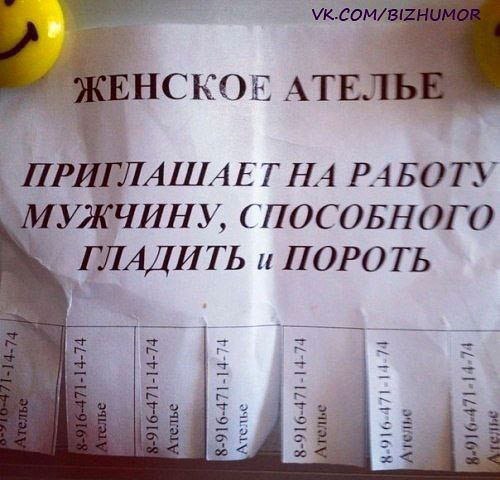 VK.COM/BIZHUMOR
ЖЕНСКОЕ АТЕЛЬЕ
ПРИГЛАШАЕТ НА РАБОТУ
МУЖЧИНУ, СПОСОБНОГО
ГЛАДИТЬ и ПОРОТЬ
8-916-471-14-74
Ателье
8-916-471-14-74
Ателье
8-916-471-14-74
Ателье
8-916-471-14-74
Ателье
8-916-471-14-74
Ателье
8-916-471-14-74
Ателье
8-916-471-14-74
Ателье